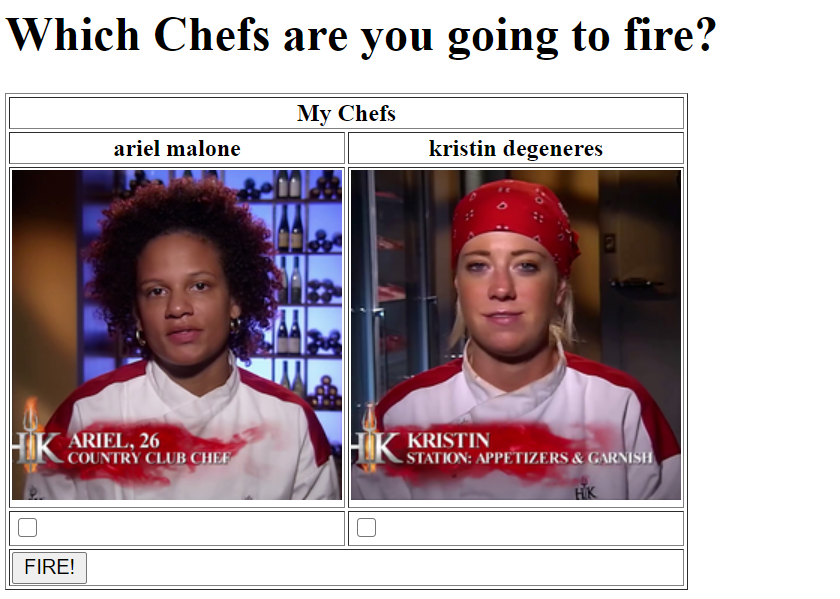 Which Chefs are you going to fire?
My Chefs
ariel malone
kristin degeneres
HK ARIEL, 26
COUNTRY CLUB CHEF
HK KRISTIN
STATION: APPETIZERS & GARNISH
HK
FIRE!